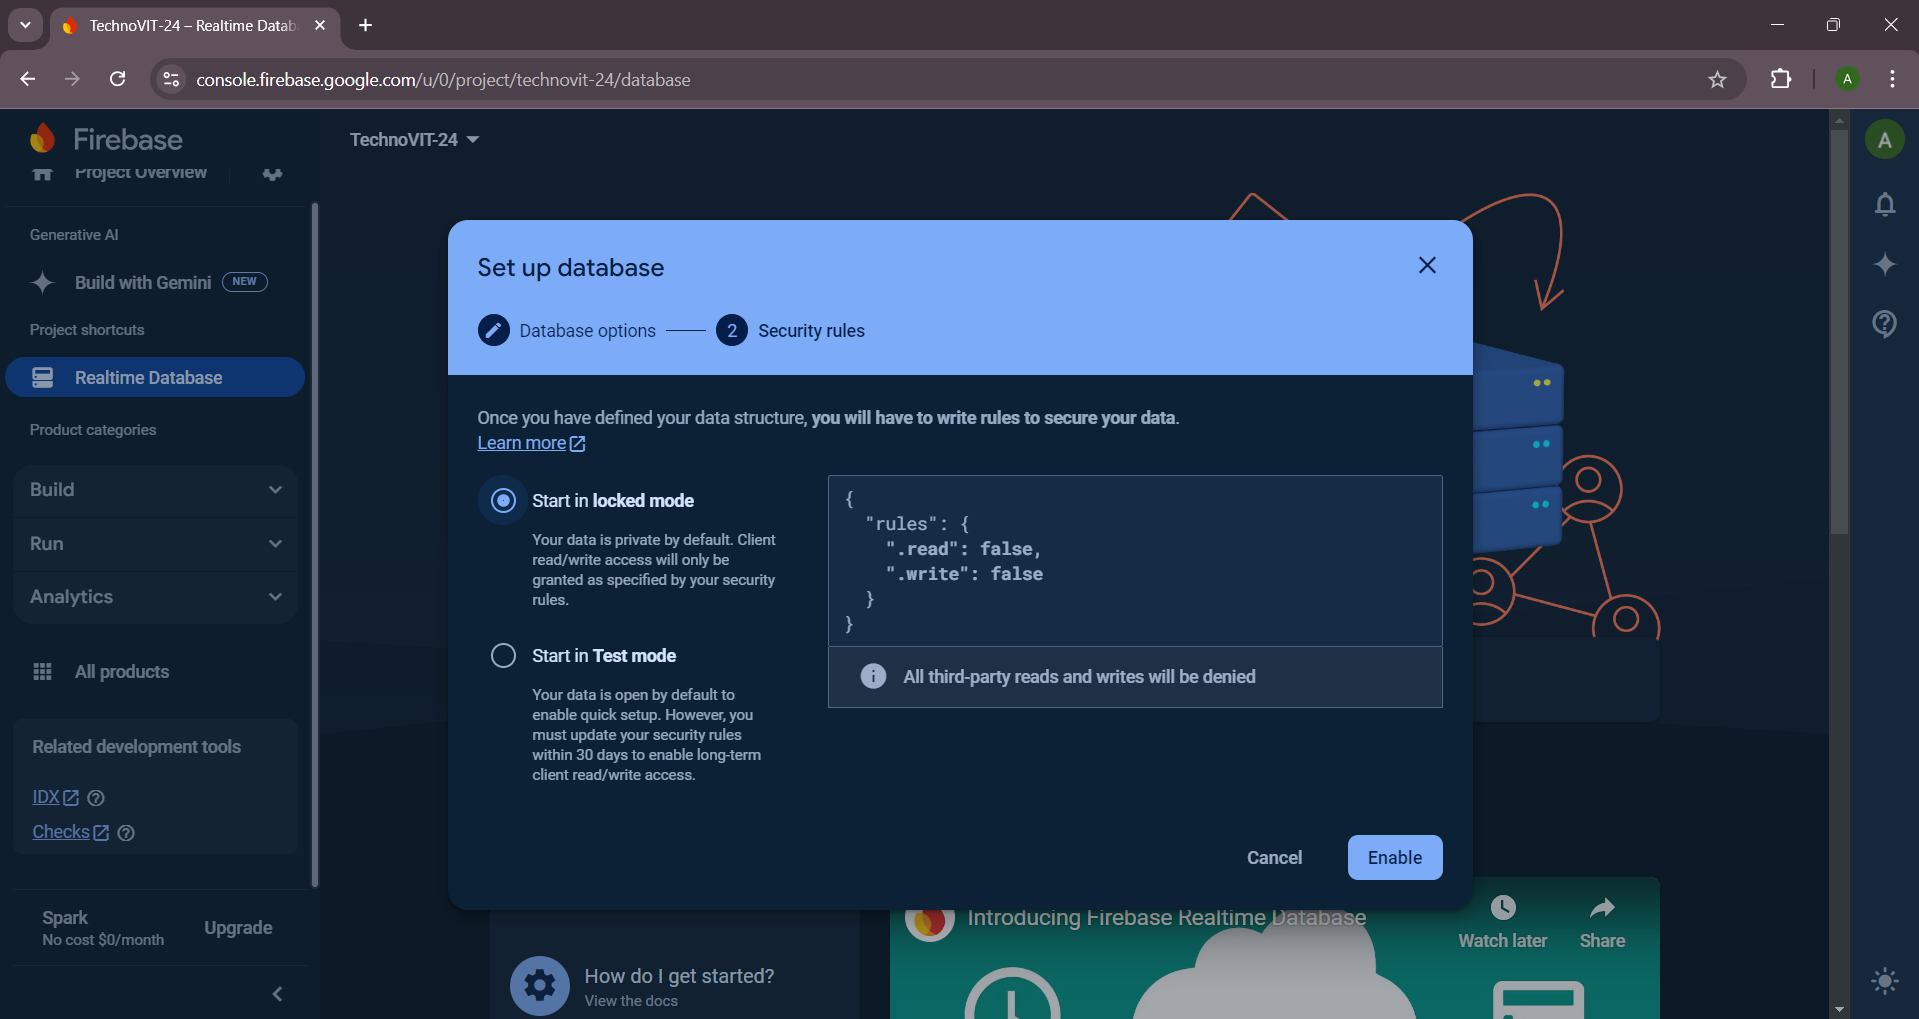 TechnoVIT-24 – Realtime Datab
console.firebase.google.com/u/0/project/technovit-24/database
A
Firebase
TechnoVIT-24
A
Project Overview
Generative AI
Build with Gemini NEW
Project shortcuts
Realtime Database
Product categories
Build
Run
Analytics
All products
Related development tools
IDX
Checks
Spark
No cost $0/month
Upgrade
Set up database
Database options
2 Security rules
Once you have defined your data structure, you will have to write rules to secure your data.
Learn more
Start in locked mode
Your data is private by default. Client
read/write access will only be
granted as specified by your security
rules.
Start in Test mode
Your data is open by default to
enable quick setup. However, you
must update your security rules
within 30 days to enable long-term
client read/write access.
{
"rules": {
".read": false,
".write": false
}
}
All third-party reads and writes will be denied
Cancel
Enable
How do I get started?
View the docs
Introducing Firebase Realtime Database
Watch later
Share